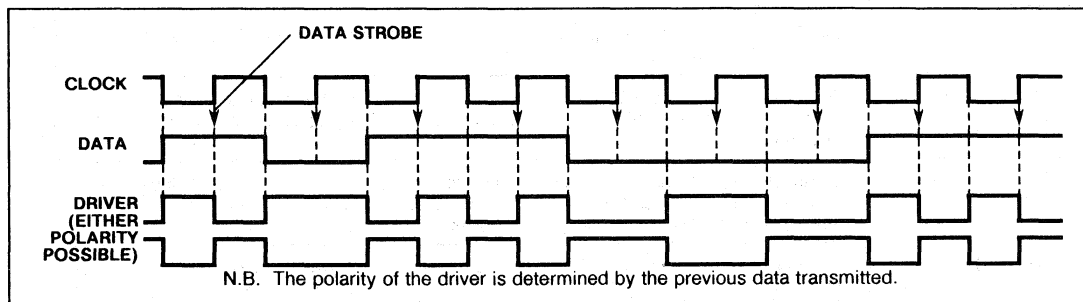 DATA STROBE
CLOCK
DATA
DRIVER
(EITHER
POLARITY
POSSIBLE)
N.B. The polarity of the driver is determined by the previous data transmitted.